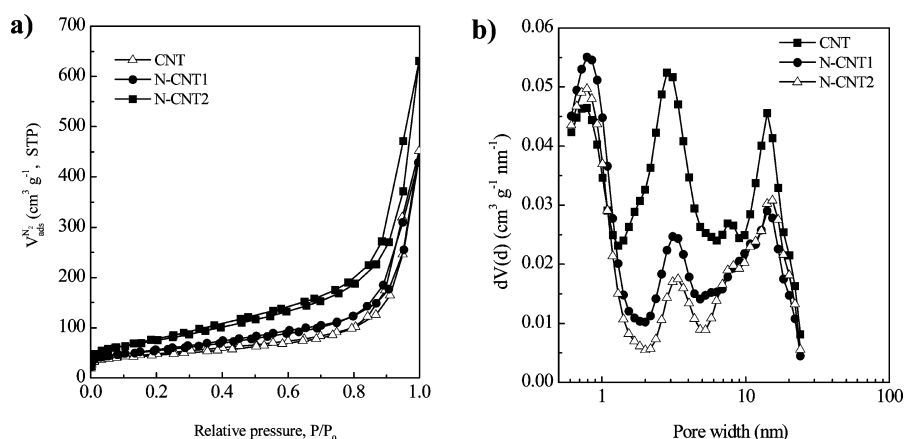 a)
700
600
500
400
300
200
100
0
V_ads^N2 (cm³ g⁻¹, STP)
CNT
N-CNT1
N-CNT2
0.0 0.2 0.4 0.6 0.8 1.0
Relative pressure, P/P₀
b)
0.06
0.05
0.04
0.03
0.02
0.01
0.00
dV(d) (cm³ g⁻¹ nm⁻¹)
CNT
N-CNT1
N-CNT2
1 10 100
Pore width (nm)